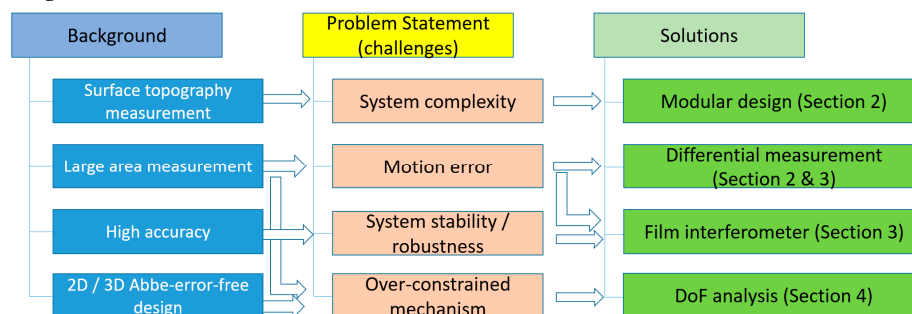 Background
Problem Statement
(challenges)
Solutions
Surface topography
measurement
System complexity
Modular design (Section 2)
Large area measurement
Motion error
Differential measurement
(Section 2 & 3)
High accuracy
System stability /
robustness
Film interferometer (Section 3)
2D / 3D Abbe-error-free
design
Over-constrained
mechanism
DoF analysis (Section 4)